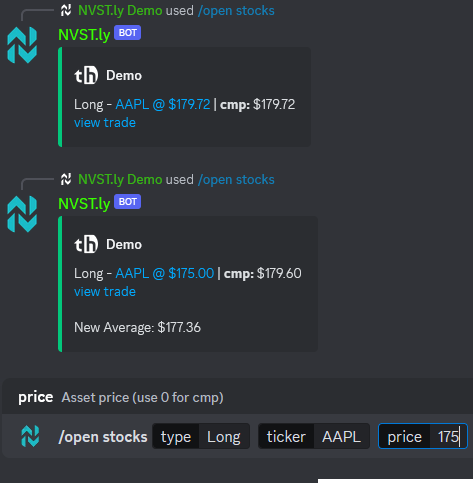 NVST.ly Demo used /open stocks
NVST.ly BOT
th Demo
Long - AAPL @ $179.72 | cmp: $179.72
view trade
NVST.ly Demo used /open stocks
NVST.ly BOT
th Demo
Long - AAPL @ $175.00 | cmp: $179.60
view trade
New Average: $177.36
price Asset price (use 0 for cmp)
/open stocks type Long ticker AAPL price 175